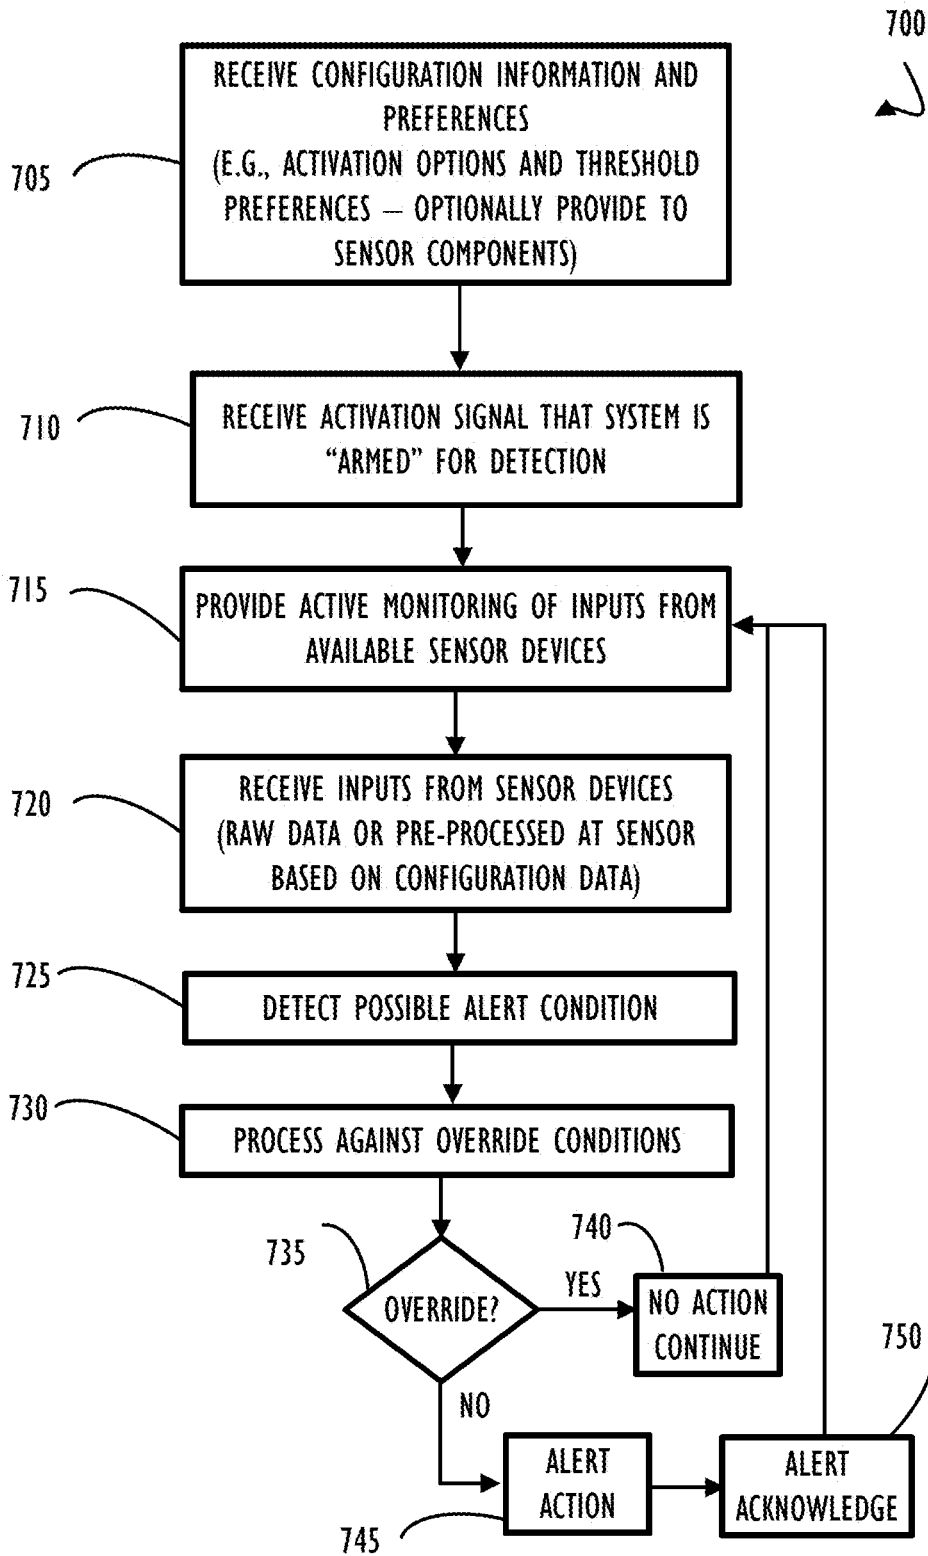 700
RECEIVE CONFIGURATION INFORMATION AND
PREFERENCES
(E.G., ACTIVATION OPTIONS AND THRESHOLD
PREFERENCES – OPTIONALLY PROVIDE TO
SENSOR COMPONENTS)
705
RECEIVE ACTIVATION SIGNAL THAT SYSTEM IS
"ARMED" FOR DETECTION
710
715
PROVIDE ACTIVE MONITORING OF INPUTS FROM
AVAILABLE SENSOR DEVICES
720
RECEIVE INPUTS FROM SENSOR DEVICES
(RAW DATA OR PRE-PROCESSED AT SENSOR
BASED ON CONFIGURATION DATA)
725
DETECT POSSIBLE ALERT CONDITION
730
PROCESS AGAINST OVERRIDE CONDITIONS
735
OVERRIDE?
YES
740
NO ACTION
CONTINUE
NO
745
ALERT
ACTION
750
ALERT
ACKNOWLEDGE